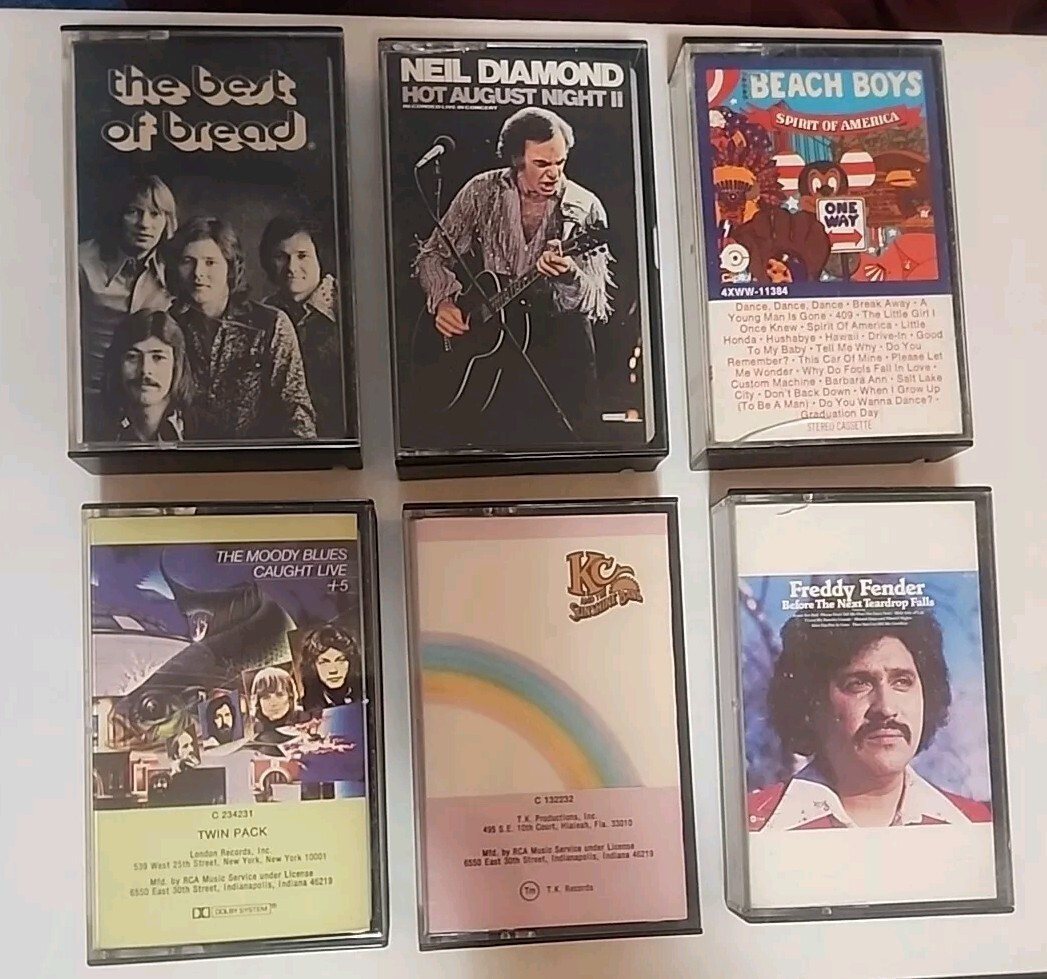 the best
of bread
NEIL DIAMOND
HOT AUGUST NIGHT II
RECORDED LIVE IN CONCERT
BEACH BOYS
SPIRIT OF AMERICA
ONE
WAY
4XWW-11384
Dance, Dance, Dance • Break Away • A
Young Man Is Gone • 409 • The Little Girl I
Once Knew • Spirit Of America • Little
Honda • Hushabye • Hawaii • Drive-In • Good
To My Baby • Tell Me Why • Do You
Remember? • This Car Of Mine • Please Let
Me Wonder • Why Do Fools Fall In Love •
Custom Machine • Barbara Ann • Salt Lake
City • Don't Back Down • When I Grow Up
(To Be A Man) • Do You Wanna Dance? •
Graduation Day
STEREO CASSETTE
THE MOODY BLUES
CAUGHT LIVE
+5
C 234231
TWIN PACK
London Records, Inc.
539 West 25th Street, New York, New York 10001
Mfd. by RCA Music Service under License
6550 East 30th Street, Indianapolis, Indiana 46219
DOLBY SYSTEM®
KC
AND THE
SUNSHINE BAND
C 132232
T.K. Productions, Inc.
495 S.E. 10th Court, Hialeah, Fla. 33010
Mfd. by RCA Music Service under License
6550 East 30th Street, Indianapolis, Indiana 46219
T.K. Records
Freddy Fender
Before The Next Teardrop Falls